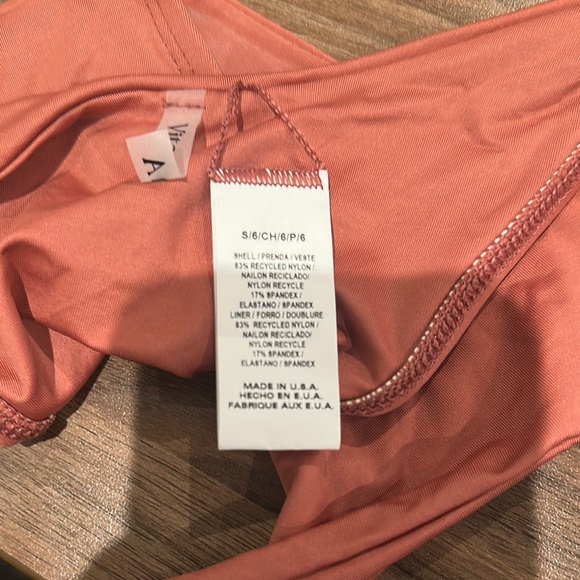 Vita
A
S/6/CH/6/P/6
SHELL / PRENDA / VESTE
83% RECYCLED NYLON /
NAILON RECICLADO/
NYLON RECYCLE
17% SPANDEX /
ELASTANO / SPANDEX
LINER / FORRO / DOUBLURE
83% RECYCLED NYLON /
NAILON RECICLADO/
NYLON RECYCLE
17% SPANDEX /
ELASTANO / SPANDEX
MADE IN U.S.A.
HECHO EN E.U.A.
FABRIQUE AUX E.U.A.